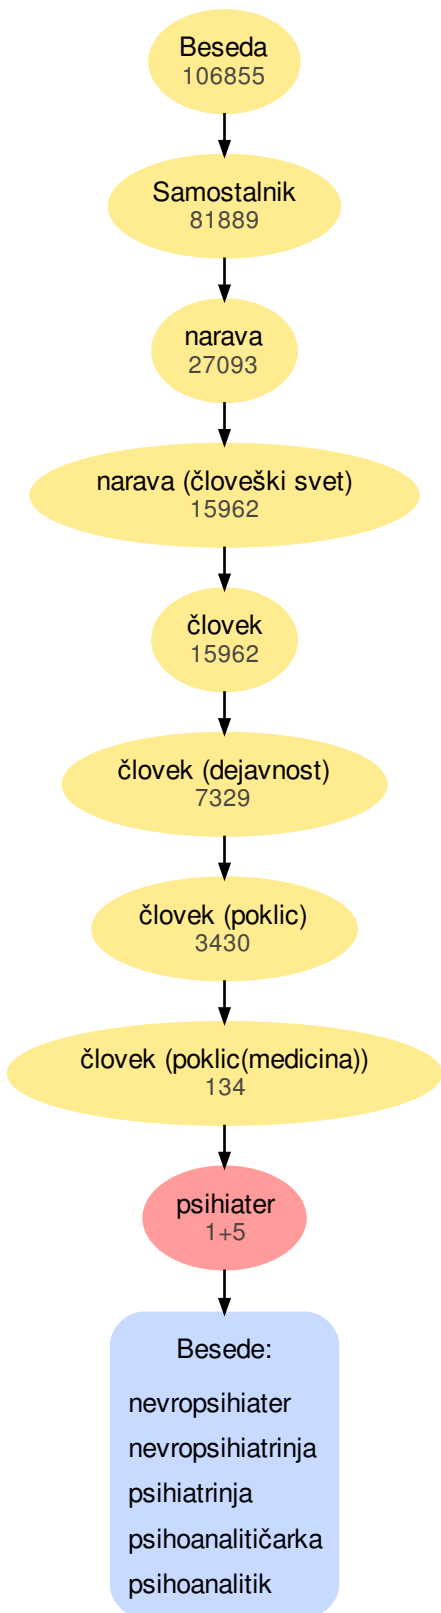 Beseda
106855
Samostalnik
81889
narava
27093
narava (človeški svet)
15962
človek
15962
človek (dejavnost)
7329
človek (poklic)
3430
človek (poklic(medicina))
134
psihiater
1+5
Besede:
nevropsihiater
nevropsihiatrinja
psihiatrinja
psihoanalitičarka
psihoanalitik